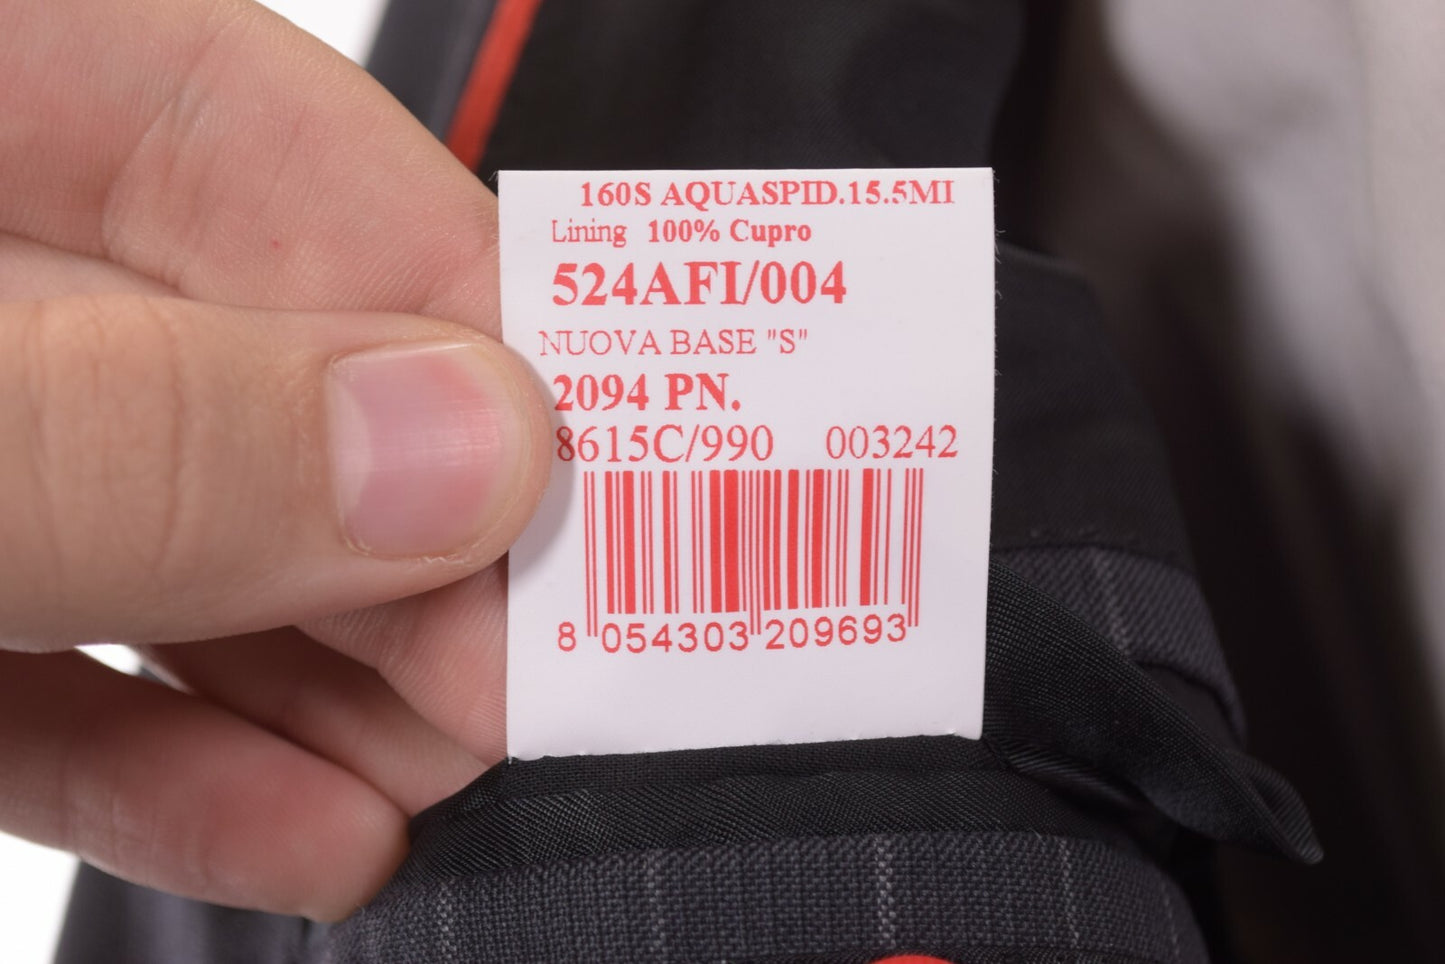 160S AQUASPID.15.5MI
Lining 100% Cupro
524AFI/004
NUOVA BASE "S"
2094 PN.
8615C/990 003242
8 054303 209693